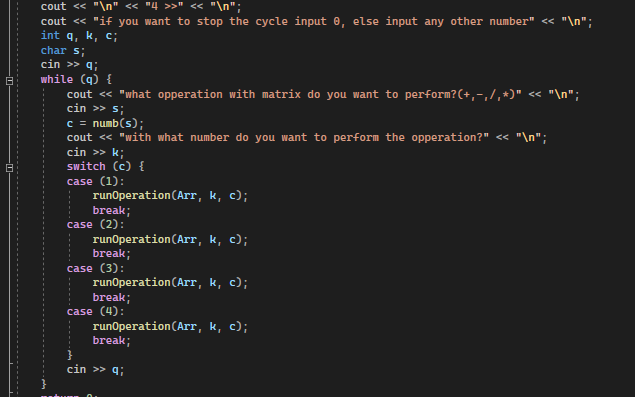 cout << "\n" << "4 >>" << "\n";
cout << "if you want to stop the cycle input 0, else input any other number" << "\n";
int q, k, c;
char s;
cin >> q;
while (q) {
cout << "what opperation with matrix do you want to perform?(+,-,/,*)" << "\n";
cin >> s;
c = numb(s);
cout << "with what number do you want to perform the opperation?" << "\n";
cin >> k;
switch (c) {
case (1):
runOperation(Arr, k, c);
break;
case (2):
runOperation(Arr, k, c);
break;
case (3):
runOperation(Arr, k, c);
break;
case (4):
runOperation(Arr, k, c);
break;
}
cin >> q;
}